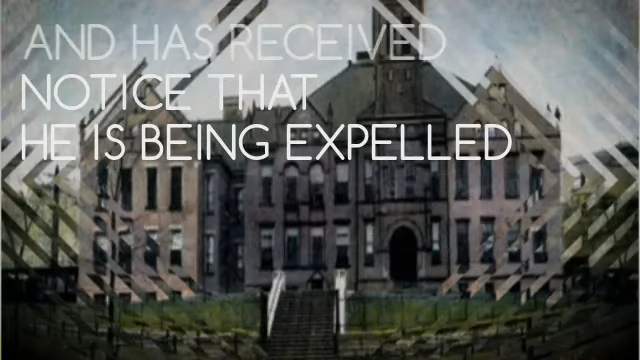 AND HAS RECEIVED
NOTICE THAT
HE IS BEING EXPELLED